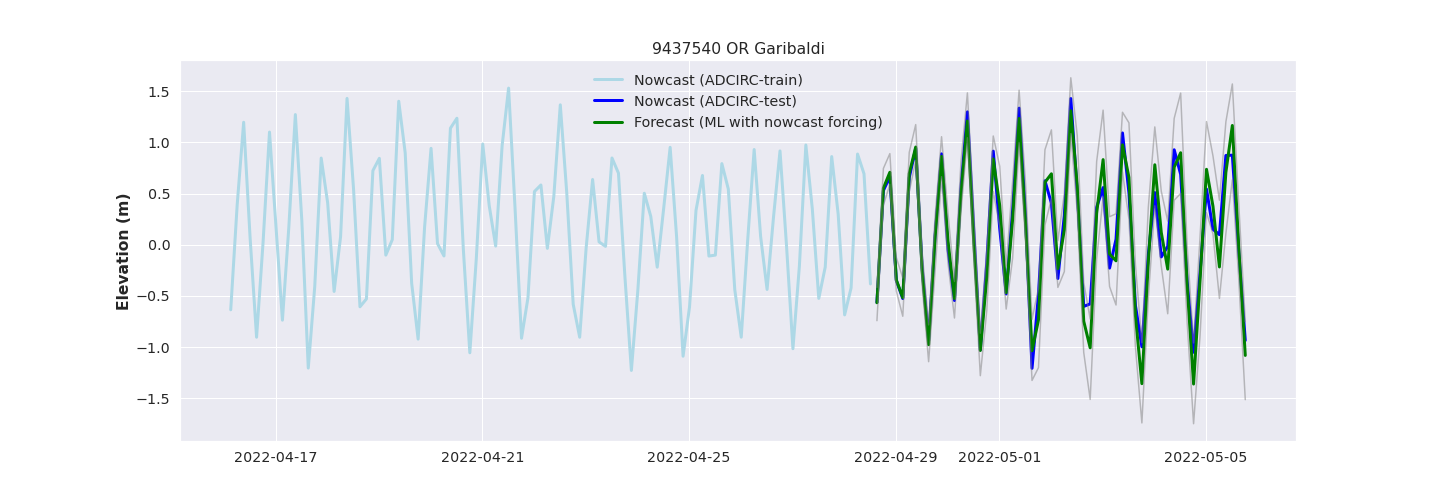 9437540 OR Garibaldi
Nowcast (ADCIRC-train)
Nowcast (ADCIRC-test)
Forecast (ML with nowcast forcing)
Elevation (m)
1.5
1.0
0.5
0.0
−0.5
−1.0
−1.5
2022-04-17
2022-04-21
2022-04-25
2022-04-29
2022-05-01
2022-05-05